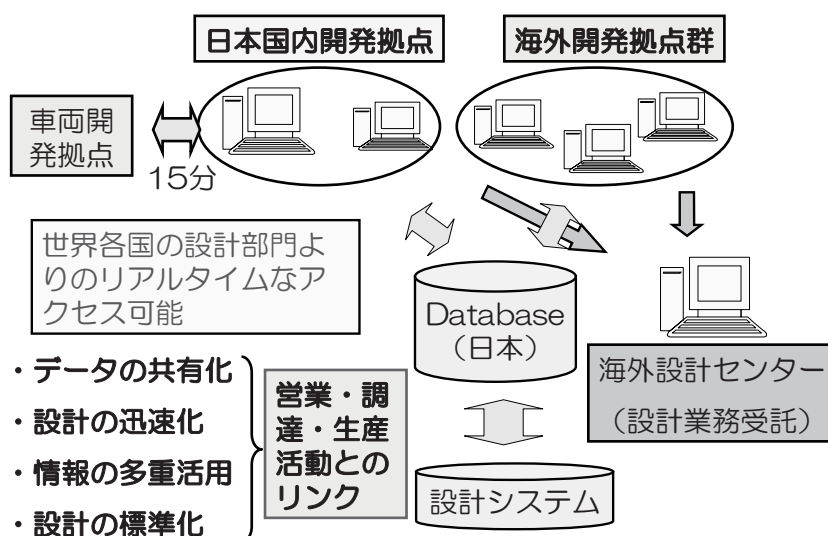 日本国内開発拠点
海外開発拠点群
車両開
発拠点
15分
世界各国の設計部門よ
りのリアルタイムなア
クセス可能
Database
（日本）
海外設計センター
（設計業務受託）
・データの共有化
・設計の迅速化
・情報の多重活用
・設計の標準化
営業・調
達・生産
活動との
リンク
設計システム